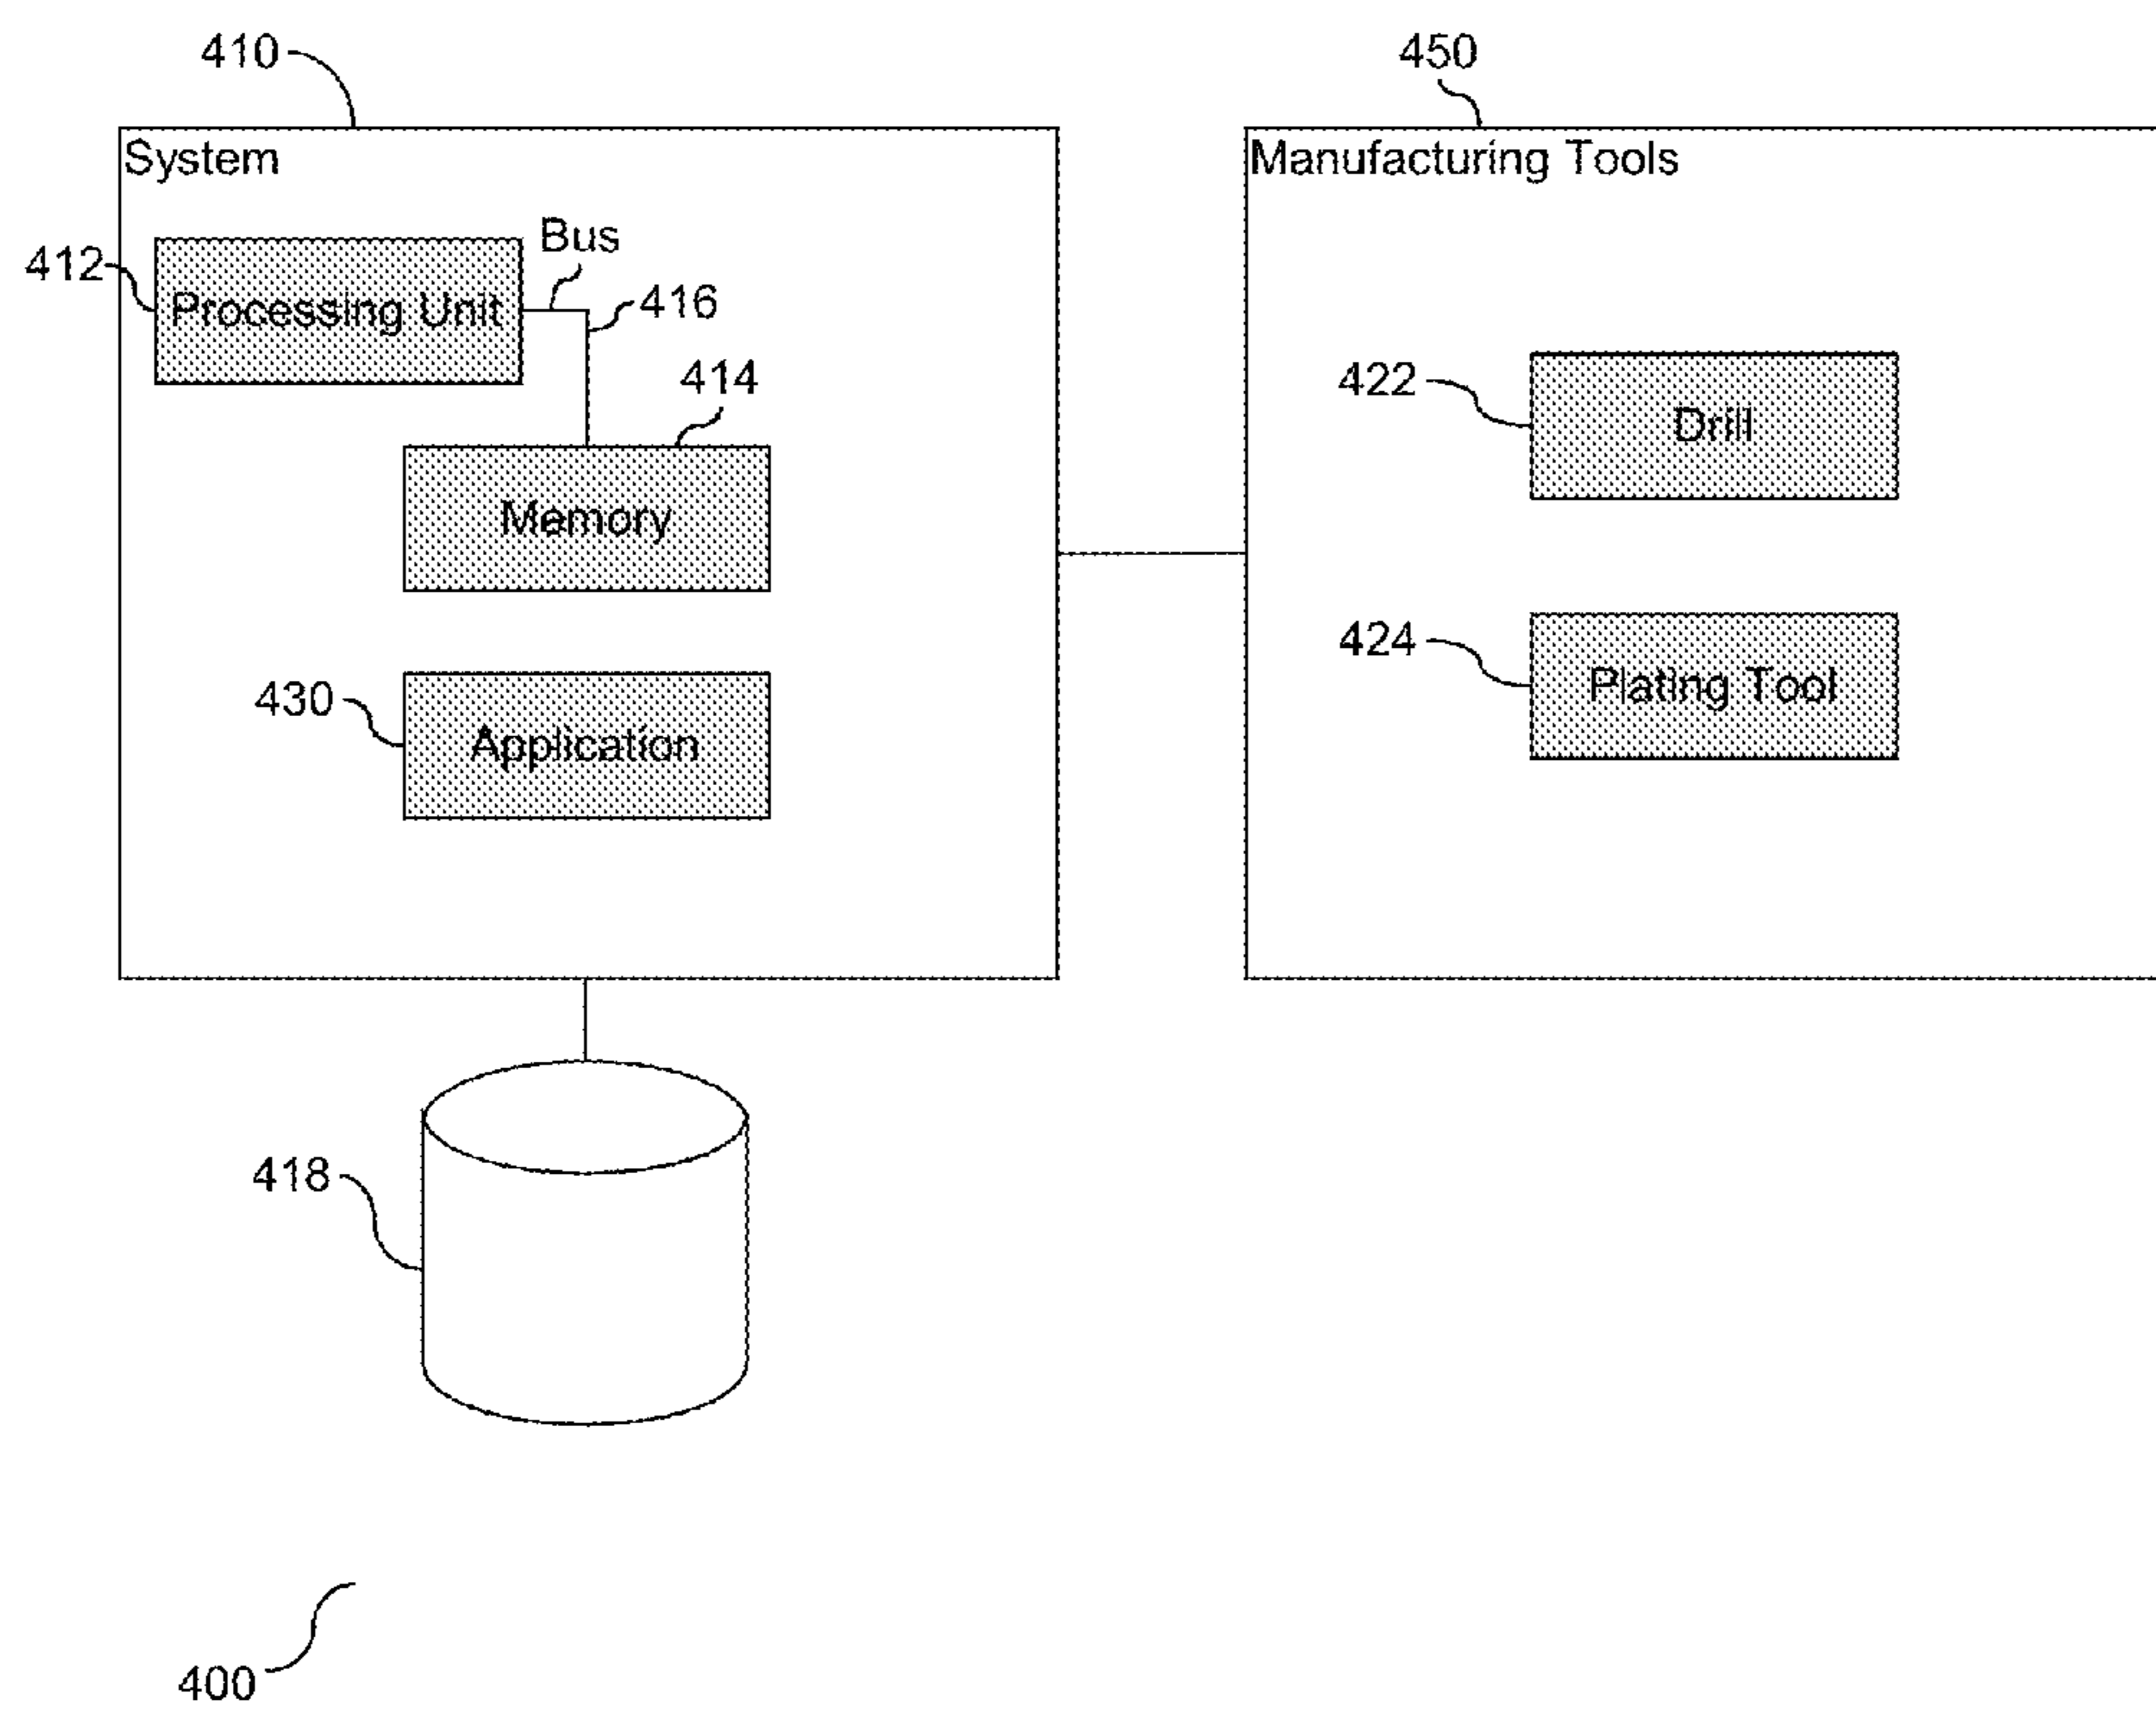 410
450
System
Manufacturing Tools
412
Processing Unit
Bus
416
414
Memory
422
Drill
424
Plating Tool
430
Application
418
400